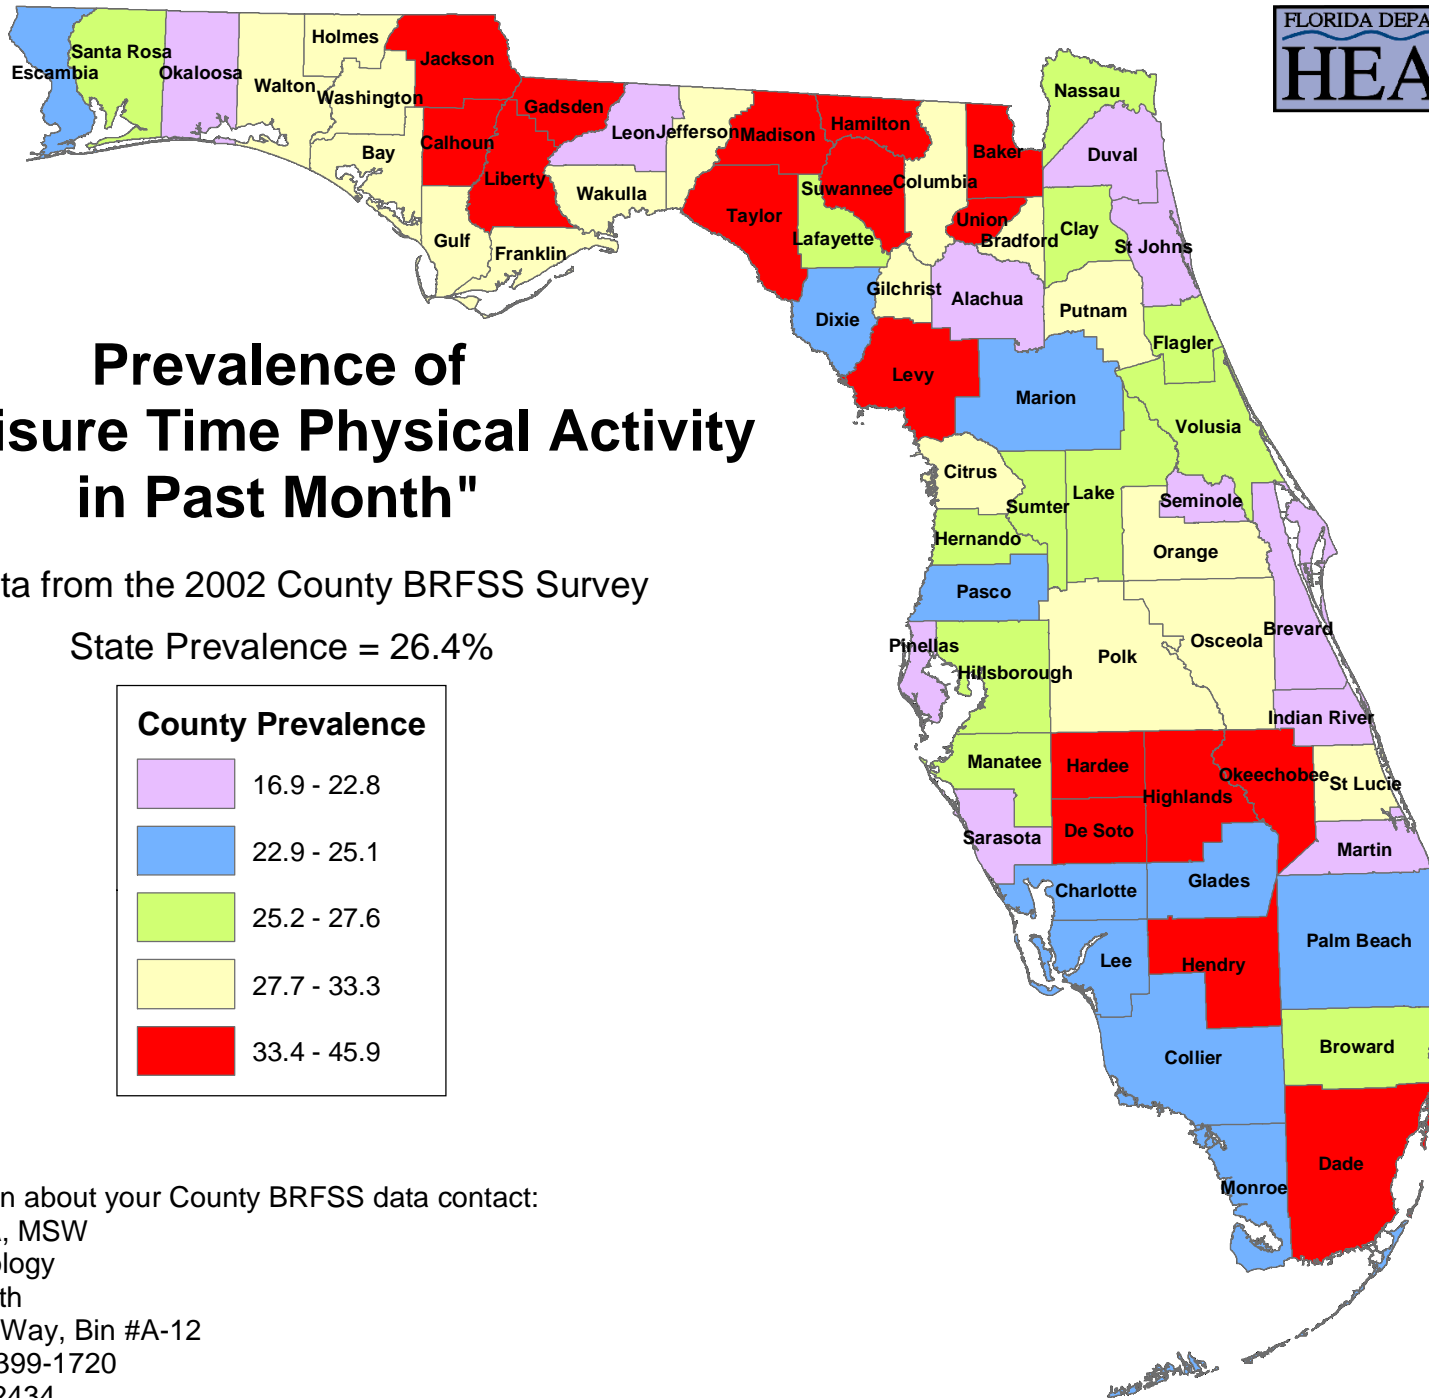 FLORIDA DEPA
HEA
Holmes
Santa Rosa
Jackson
Escambia
Okaloosa
Walton
Washington
Gadsden
Nassau
Leon
Jefferson
Madison
Hamilton
Calhoun
Bay
Baker
Duval
Liberty
Wakulla
Suwannee
Columbia
Taylor
Union
Clay
Gulf
Franklin
Lafayette
Bradford
St Johns
Gilchrist
Alachua
Dixie
Putnam
Flagler
Levy
Marion
Volusia
Prevalence of
isure Time Physical Activity
in Past Month"
ta from the 2002 County BRFSS Survey
State Prevalence = 26.4%
Citrus
Sumter
Lake
Seminole
Hernando
Orange
Pasco
Pinellas
Hillsborough
Polk
Osceola
Brevard
Indian River
Manatee
Hardee
Highlands
Okeechobee
St Lucie
Sarasota
De Soto
Martin
Charlotte
Glades
Lee
Hendry
Palm Beach
Collier
Broward
Dade
Monroe
County Prevalence
16.9 - 22.8
22.9 - 25.1
25.2 - 27.6
27.7 - 33.3
33.4 - 45.9
n about your County BRFSS data contact:
, MSW
ology
th
Way, Bin #A-12
399-1720
2434